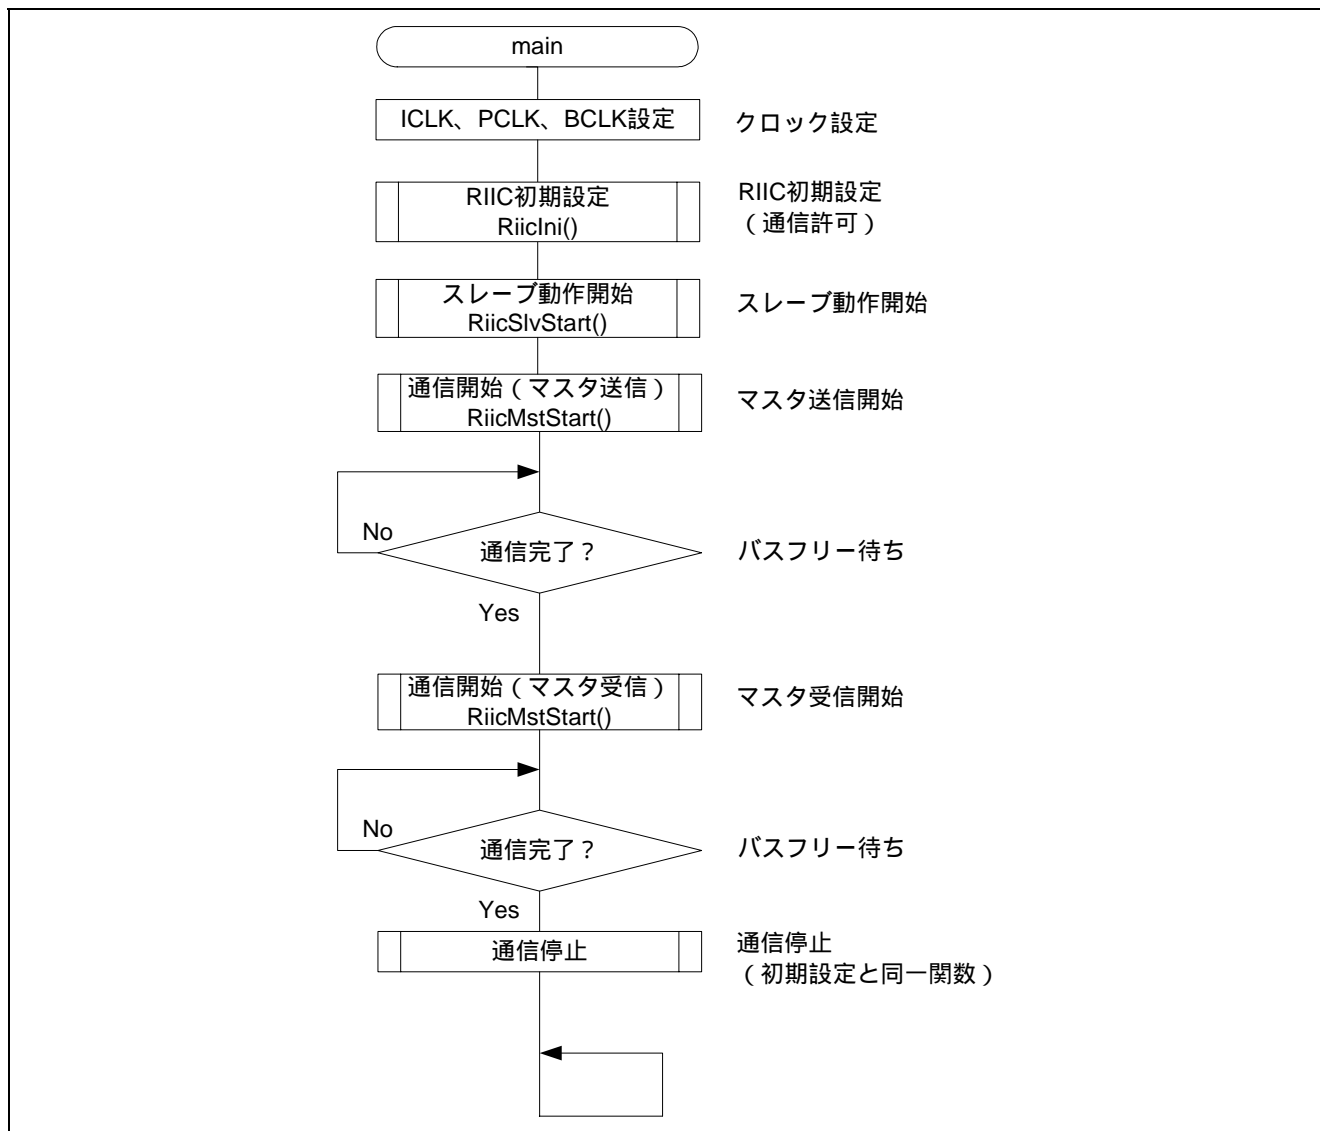 main
ICLK、PCLK、BCLK設定
クロック設定
RIIC初期設定
RiicIni()
RIIC初期設定
（通信許可）
スレーブ動作開始
RiicSlvStart()
スレーブ動作開始
通信開始（マスタ送信）
RiicMstStart()
マスタ送信開始
No
通信完了？
バスフリー待ち
Yes
通信開始（マスタ受信）
RiicMstStart()
マスタ受信開始
No
通信完了？
バスフリー待ち
Yes
通信停止
通信停止
（初期設定と同一関数）